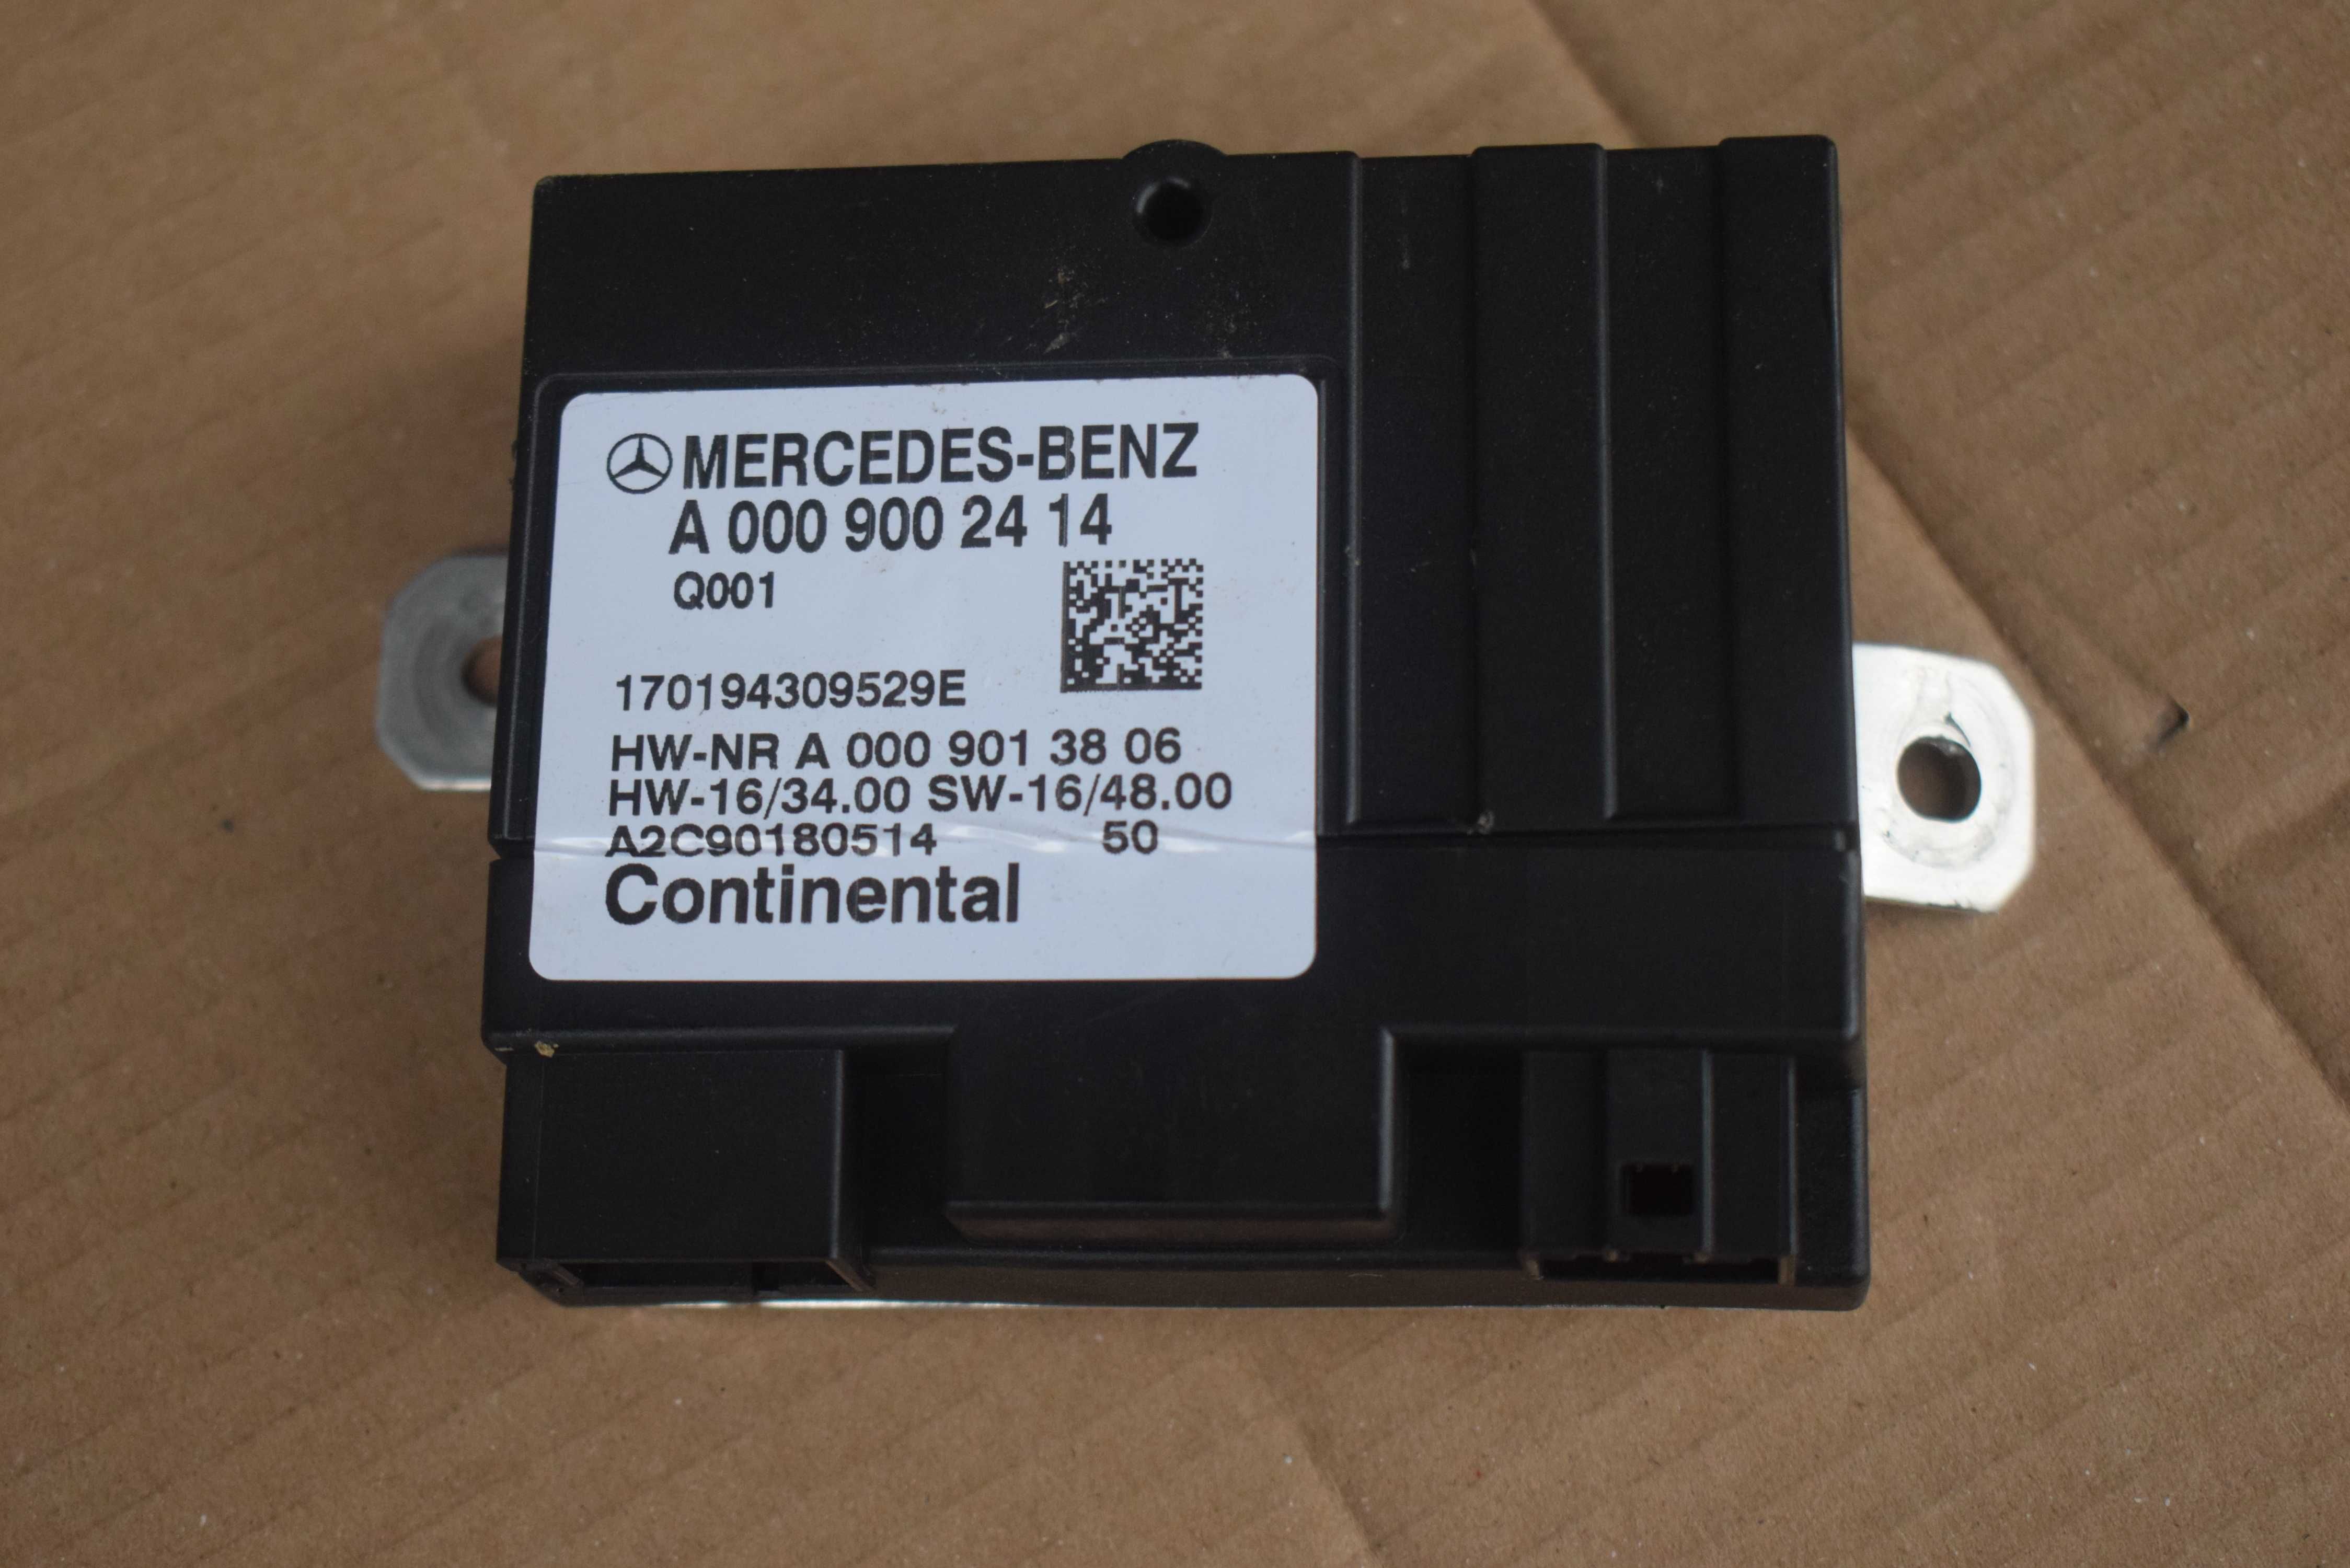 MERCEDES-BENZ
A 000 900 24 14
Q001
170194309529E
HW-NR A 000 901 38 06
HW-16/34.00 SW-16/48.00
A2C90180514 50
Continental